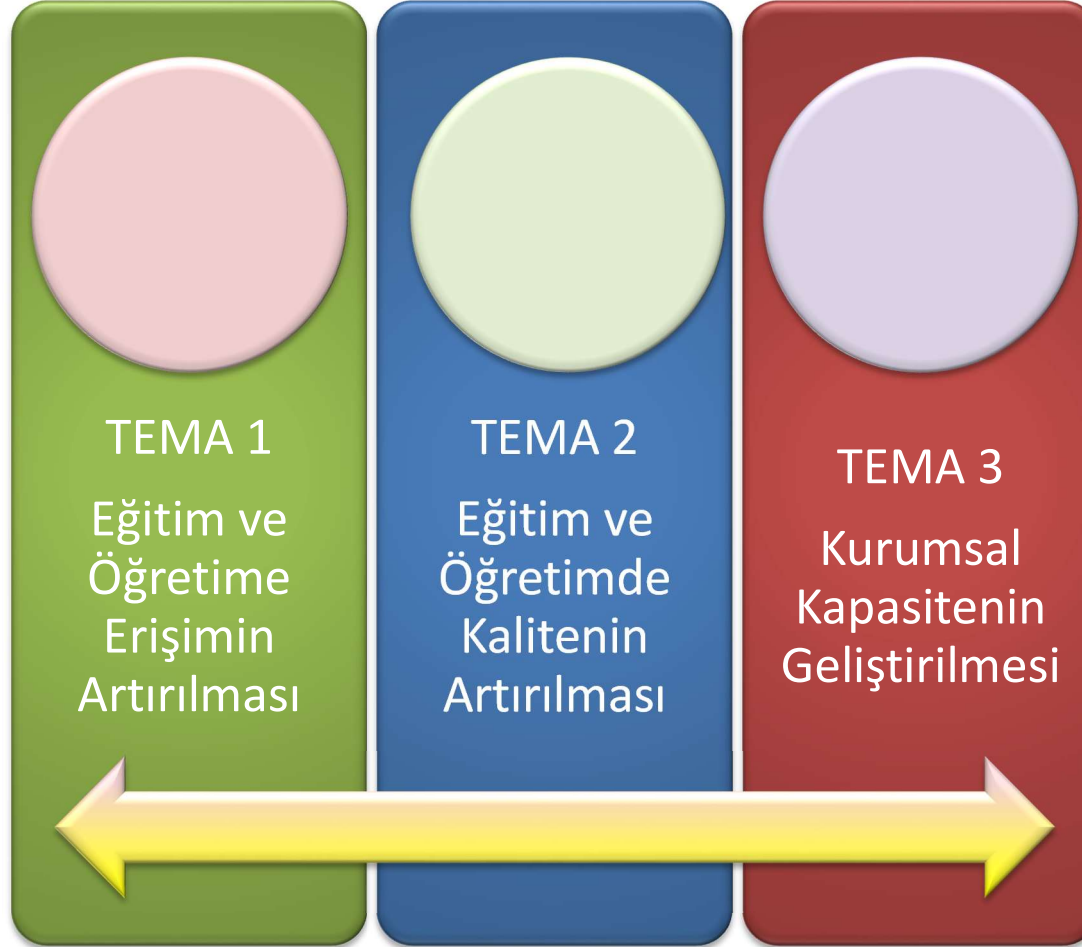 TEMA 1
Eğitim ve
Öğretime
Erişimin
Artırılması
TEMA 2
Eğitim ve
Öğretimde
Kalitenin
Artırılması
TEMA 3
Kurumsal
Kapasitenin
Geliştirilmesi